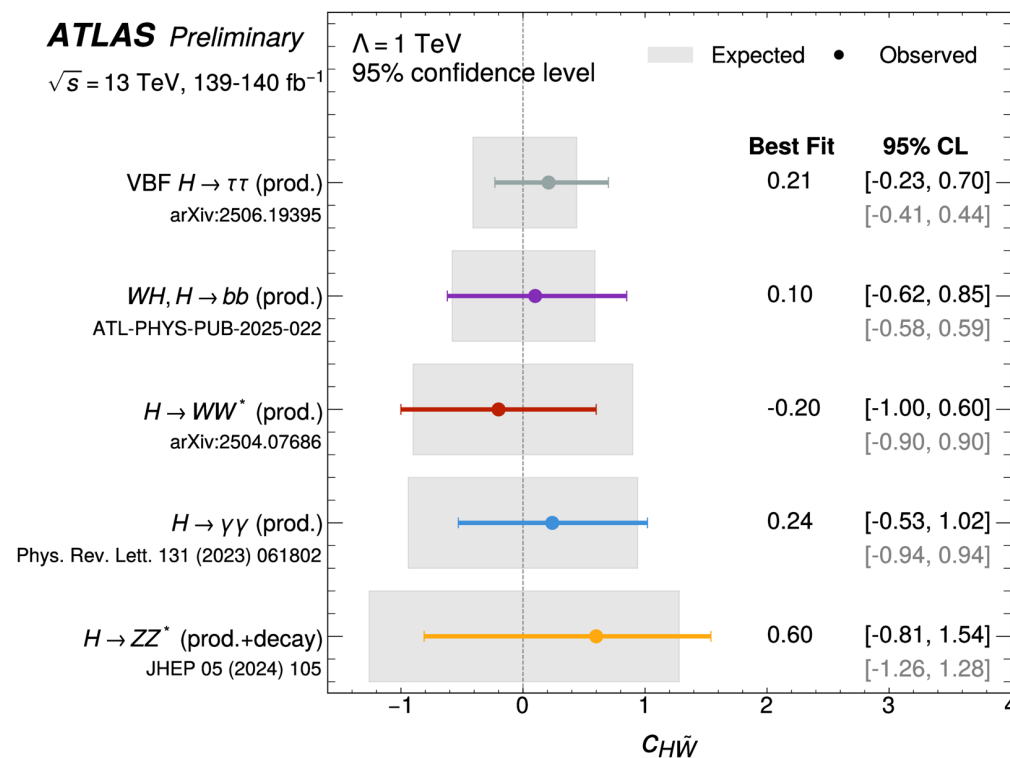 ATLAS Preliminary
√s = 13 TeV, 139-140 fb⁻¹
Λ = 1 TeV
95% confidence level
Expected
Observed
Best Fit 95% CL
VBF H → ττ (prod.) 0.21 [-0.23, 0.70]
arXiv:2506.19395 [-0.41, 0.44]
WH, H → bb (prod.) 0.10 [-0.62, 0.85]
ATL-PHYS-PUB-2025-022 [-0.58, 0.59]
H → WW* (prod.) -0.20 [-1.00, 0.60]
arXiv:2504.07686 [-0.90, 0.90]
H → γγ (prod.) 0.24 [-0.53, 1.02]
Phys. Rev. Lett. 131 (2023) 061802 [-0.94, 0.94]
H → ZZ* (prod.+decay) 0.60 [-0.81, 1.54]
JHEP 05 (2024) 105 [-1.26, 1.28]
−1 0 1 2 3 4
c_{HW̃}